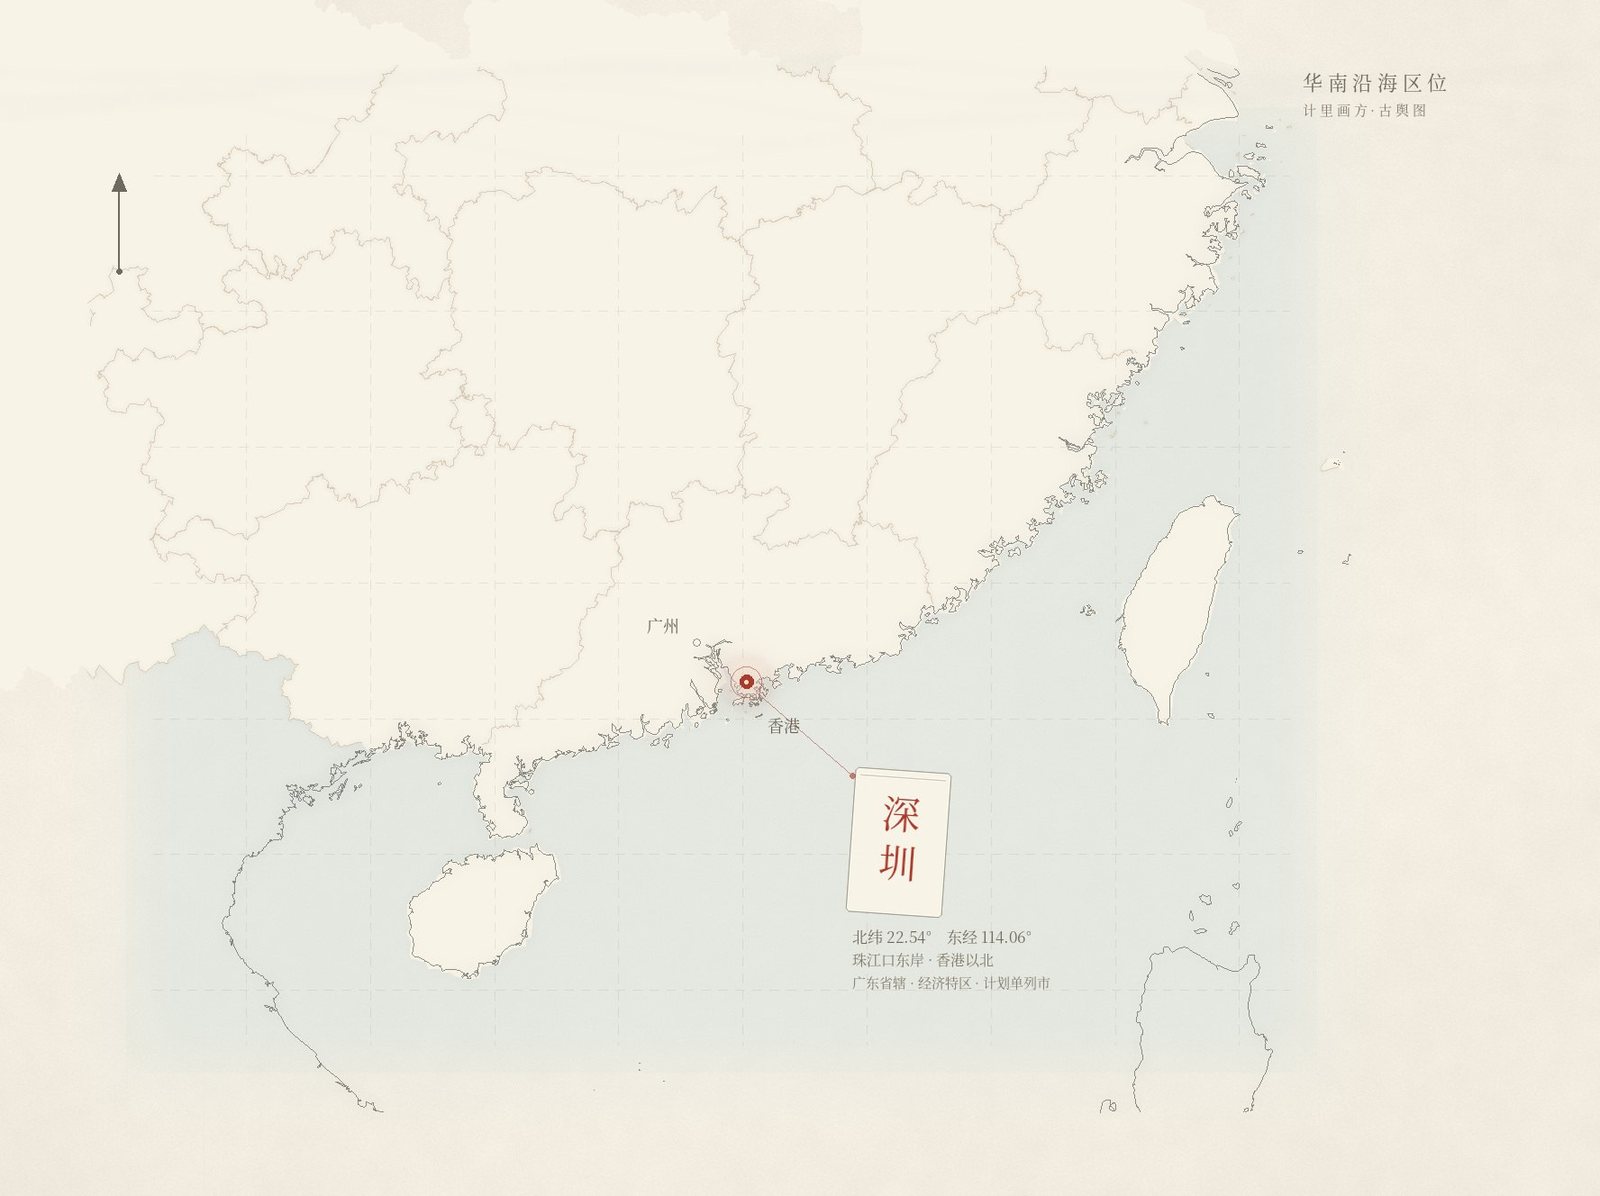 华南沿海区位
计里画方·古舆图
广州
香港
深圳
北纬 22.54° 东经 114.06°
珠江口东岸 · 香港以北
广东省辖 · 经济特区 · 计划单列市